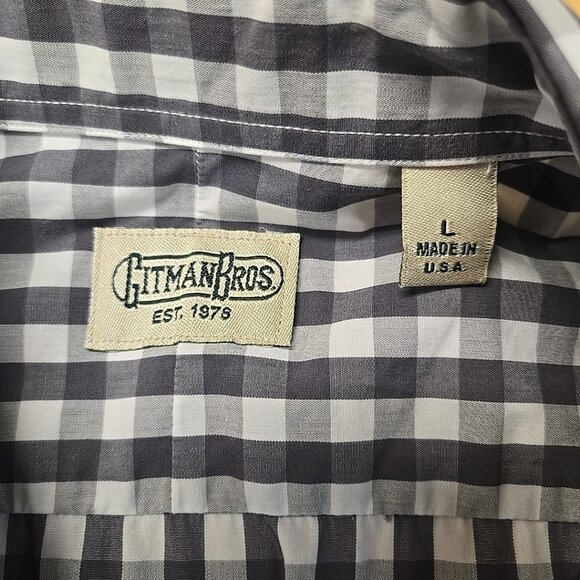 GITMAN BROS.
EST. 1978
L
MADE IN
U.S.A.